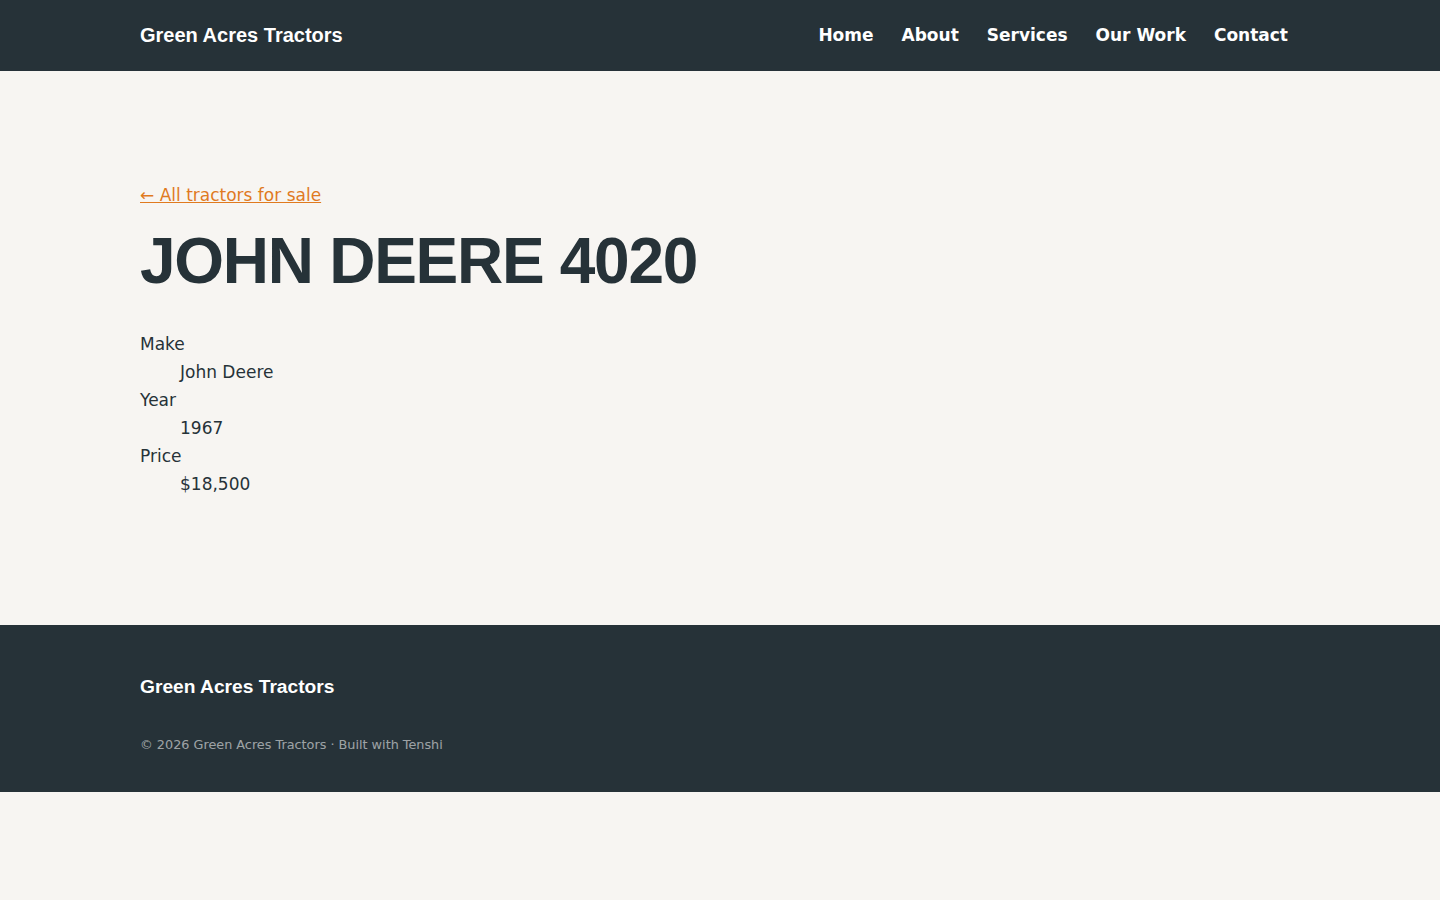 Green Acres Tractors
Home About Services Our Work Contact
← All tractors for sale
JOHN DEERE 4020
Make
John Deere
Year
1967
Price
$18,500
Green Acres Tractors
© 2026 Green Acres Tractors · Built with Tenshi